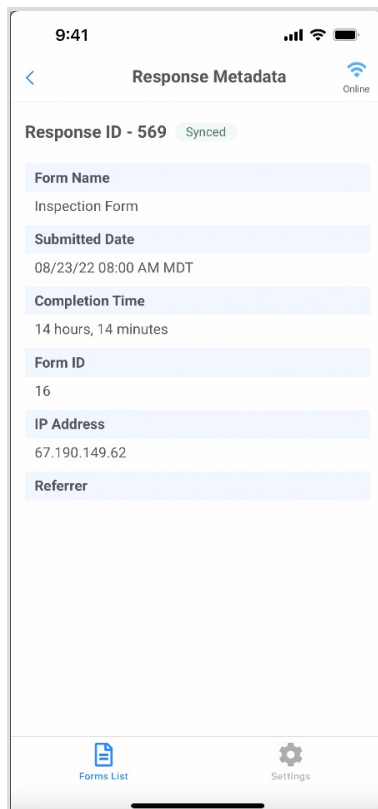 9:41
Response Metadata
Online
Response ID - 569 Synced
Form Name
Inspection Form
Submitted Date
08/23/22 08:00 AM MDT
Completion Time
14 hours, 14 minutes
Form ID
16
IP Address
67.190.149.62
Referrer
Forms List Settings